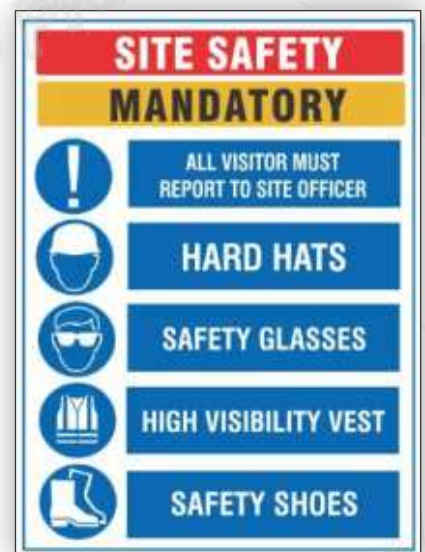 SITE SAFETY
MANDATORY
ALL VISITOR MUST
REPORT TO SITE OFFICER
HARD HATS
SAFETY GLASSES
HIGH VISIBILITY VEST
SAFETY SHOES